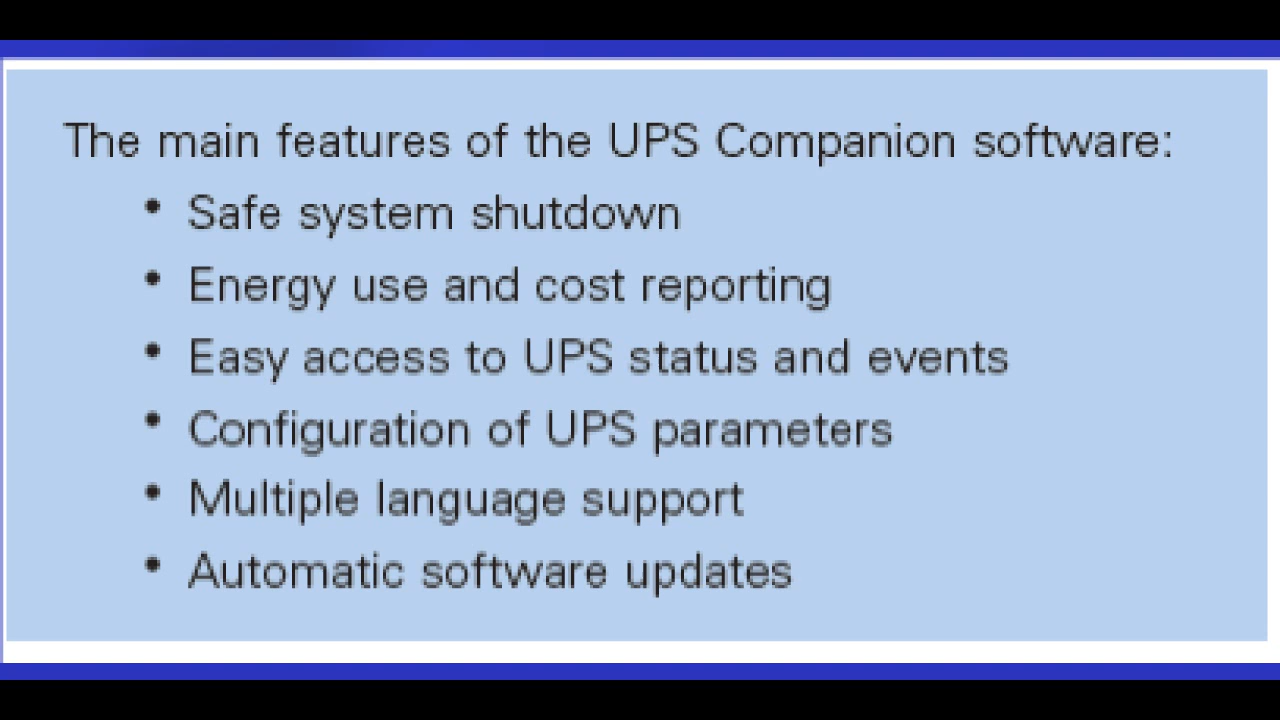 The main features of the UPS Companion software:
• Safe system shutdown
• Energy use and cost reporting
• Easy access to UPS status and events
• Configuration of UPS parameters
• Multiple language support
• Automatic software updates